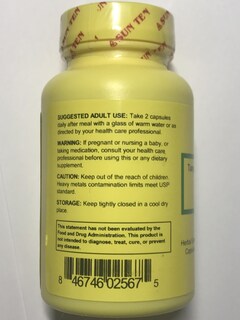 SUN TEN
SUGGESTED ADULT USE: Take 2 capsules
daily after meal with a glass of warm water or as
directed by your health care professional.
WARNING: If pregnant or nursing a baby, or
taking medication, consult your health care
professional before using this or any dietary
supplement.
CAUTION: Keep out of the reach of children.
Heavy metals contamination limits meet USP
standard.
STORAGE: Keep tightly closed in a cool dry
place.
This statement has not been evaluated by the
Food and Drug Administration. This product is
not intended to diagnose, treat, cure, or prevent
any disease.
8 46746 02567 5